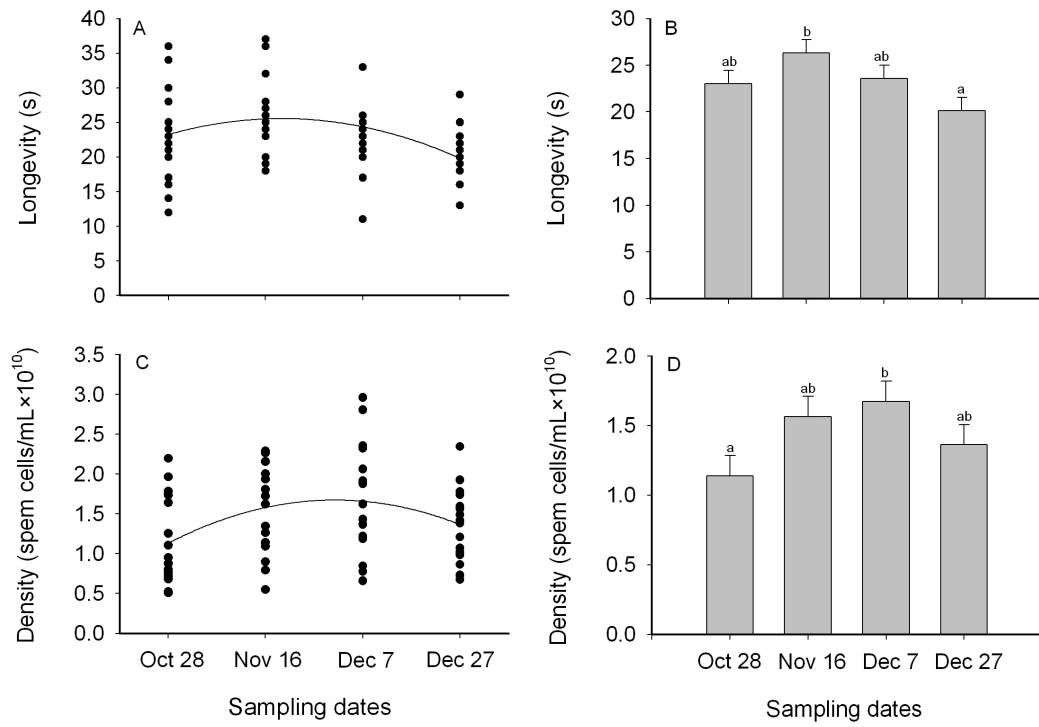 A
Longevity (s)
40
35
30
25
20
15
10
5
0
B
Longevity (s)
30
25
20
15
10
5
0
ab
b
ab
a
C
Density (spem cells/mL×10¹⁰)
3.5
3.0
2.5
2.0
1.5
1.0
0.5
0.0
Oct 28 Nov 16 Dec 7 Dec 27
Sampling dates
D
Density (spem cells/mL×10¹⁰)
2.0
1.5
1.0
0.5
0.0
a
ab
b
ab
Oct 28 Nov 16 Dec 7 Dec 27
Sampling dates